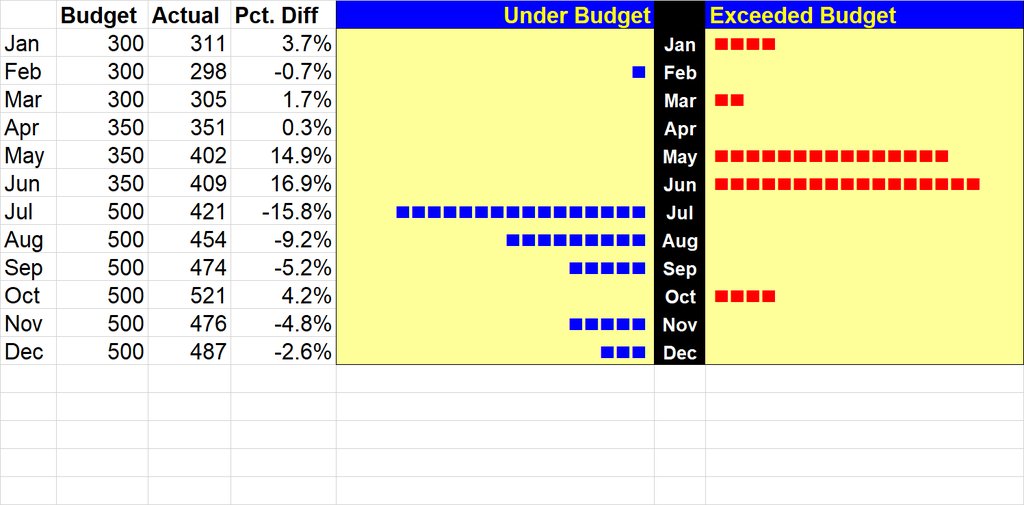 Budget Actual Pct. Diff Under Budget Exceeded Budget
Jan 300 311 3.7% Jan
Feb 300 298 -0.7% Feb
Mar 300 305 1.7% Mar
Apr 350 351 0.3% Apr
May 350 402 14.9% May
Jun 350 409 16.9% Jun
Jul 500 421 -15.8% Jul
Aug 500 454 -9.2% Aug
Sep 500 474 -5.2% Sep
Oct 500 521 4.2% Oct
Nov 500 476 -4.8% Nov
Dec 500 487 -2.6% Dec